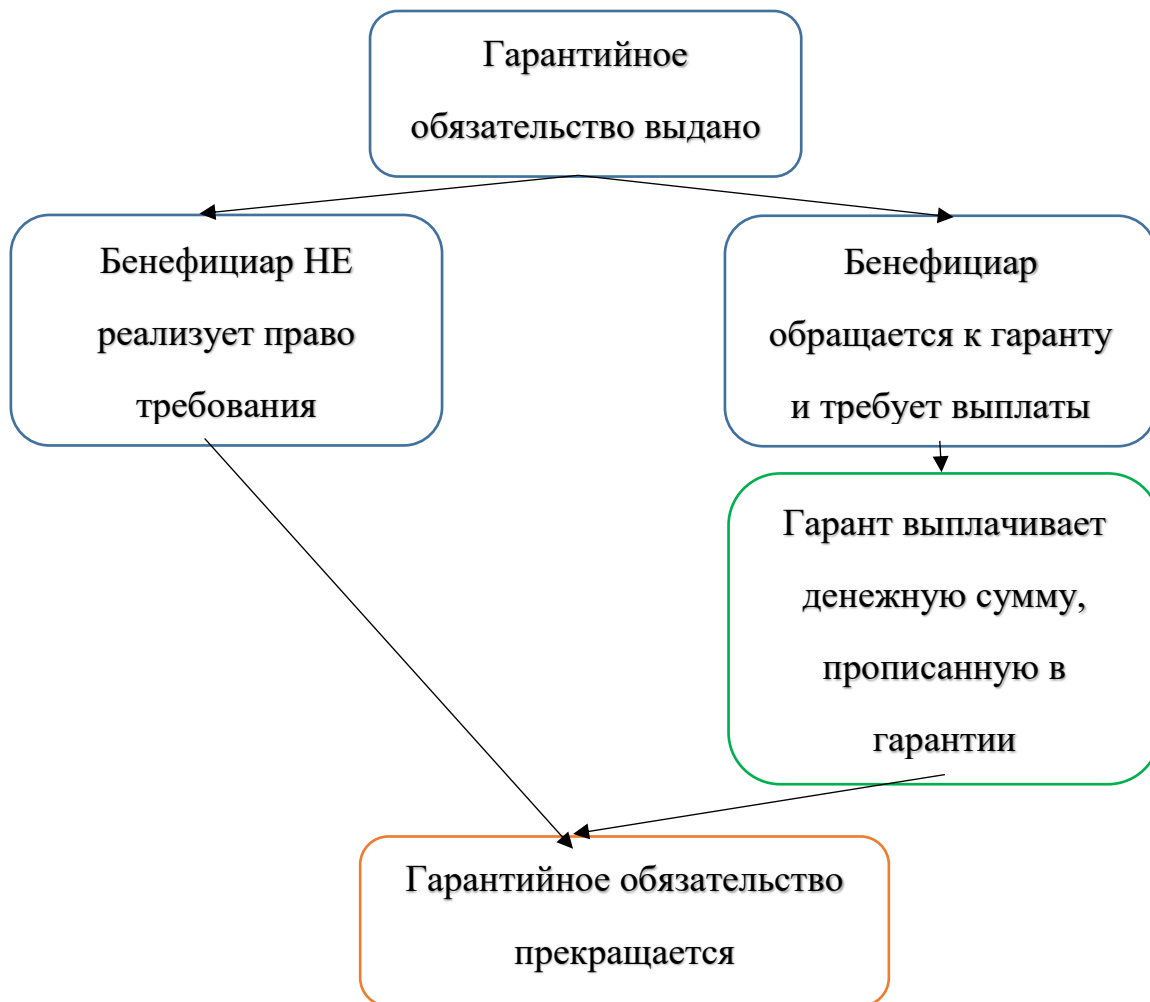 Гарантийное
обязательство выдано
Бенефициар НЕ
реализует право
требования
Бенефициар
обращается к гаранту
и требует выплаты
Гарант выплачивает
денежную сумму,
прописанную в
гарантии
Гарантийное обязательство
прекращается